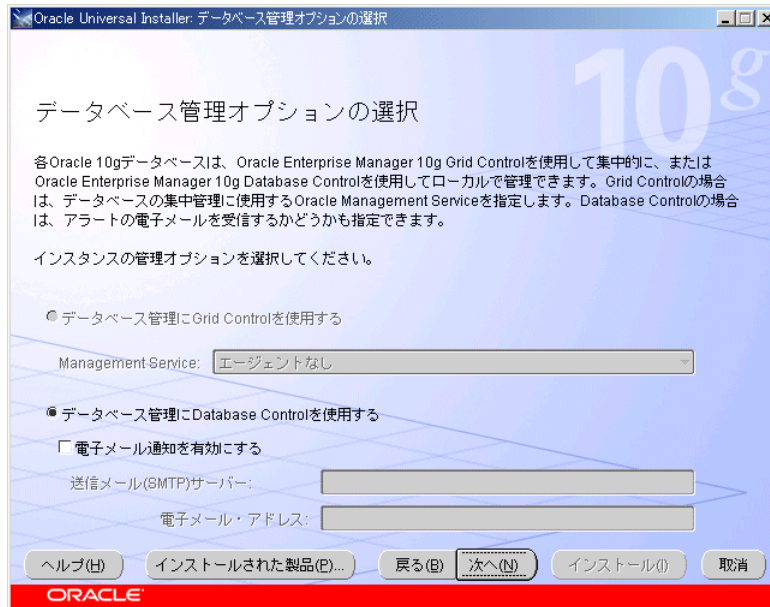 Oracle Universal Installer: データベース管理オプションの選択
10g
データベース管理オプションの選択
各Oracle 10gデータベースは、Oracle Enterprise Manager 10g Grid Controlを使用して集中的に、または
Oracle Enterprise Manager 10g Database Controlを使用してローカルで管理できます。Grid Controlの場合
は、データベースの集中管理に使用するOracle Management Serviceを指定します。Database Controlの場合
は、アラートの電子メールを受信するかどうかも指定できます。
インスタンスの管理オプションを選択してください。
データベース管理にGrid Controlを使用する
Management Service: エージェントなし
データベース管理にDatabase Controlを使用する
電子メール通知を有効にする
送信メール(SMTP)サーバー:
電子メール・アドレス:
ヘルプ(H) インストールされた製品(P)... 戻る(B) 次へ(N) インストール(I) 取消
ORACLE